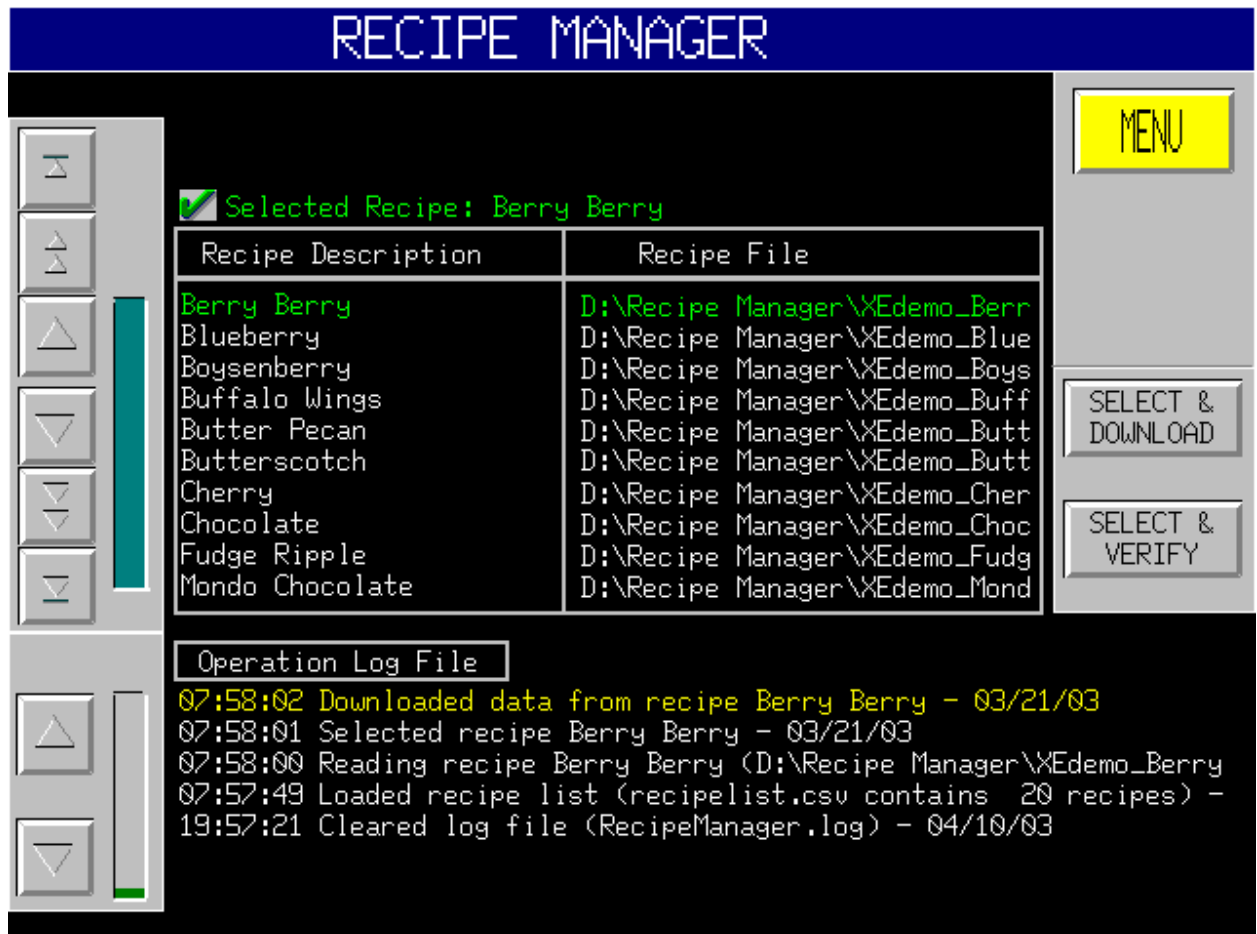 RECIPE MANAGER
MENU
Selected Recipe: Berry Berry
Recipe Description Recipe File
Berry Berry D:\Recipe Manager\XEdemo_Berr
Blueberry D:\Recipe Manager\XEdemo_Blue
Boysenberry D:\Recipe Manager\XEdemo_Boys
Buffalo Wings D:\Recipe Manager\XEdemo_Buff
Butter Pecan D:\Recipe Manager\XEdemo_Butt
Butterscotch D:\Recipe Manager\XEdemo_Butt
Cherry D:\Recipe Manager\XEdemo_Cher
Chocolate D:\Recipe Manager\XEdemo_Choc
Fudge Ripple D:\Recipe Manager\XEdemo_Fudg
Mondo Chocolate D:\Recipe Manager\XEdemo_Mond
SELECT &
DOWNLOAD
SELECT &
VERIFY
Operation Log File
07:58:02 Downloaded data from recipe Berry Berry - 03/21/03
07:58:01 Selected recipe Berry Berry - 03/21/03
07:58:00 Reading recipe Berry Berry (D:\Recipe Manager\XEdemo_Berry
07:57:49 Loaded recipe list (recipelist.csv contains  20 recipes) -
19:57:21 Cleared log file (RecipeManager.log) - 04/10/03